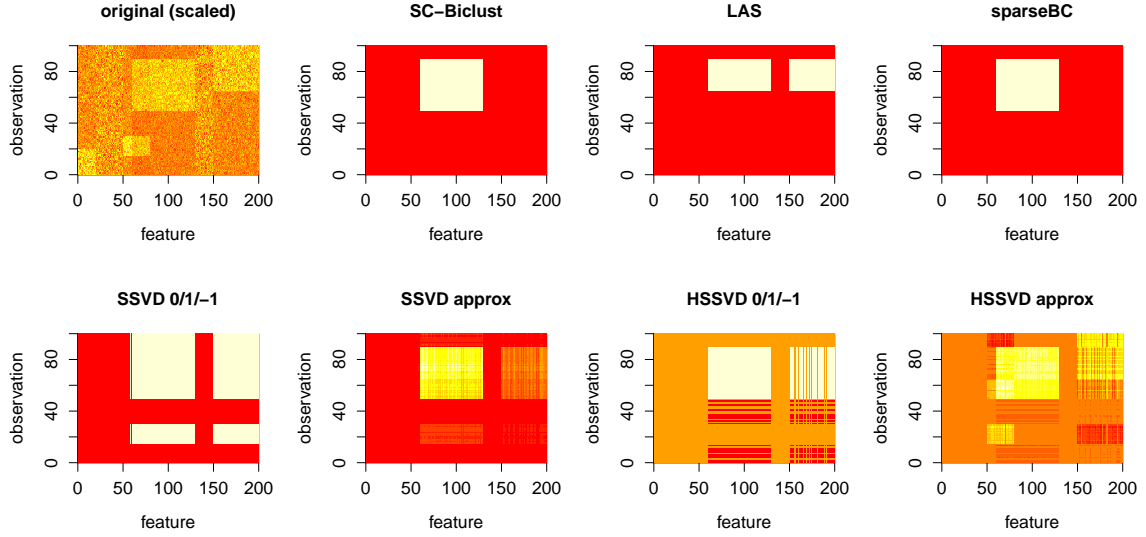 original (scaled)
observation
0 40 80
0 50 100 150 200
feature
SC−Biclust
observation
0 40 80
0 50 100 150 200
feature
LAS
observation
0 40 80
0 50 100 150 200
feature
sparseBC
observation
0 40 80
0 50 100 150 200
feature
SSVD 0/1/−1
observation
0 40 80
0 50 100 150 200
feature
SSVD approx
observation
0 40 80
0 50 100 150 200
feature
HSSVD 0/1/−1
observation
0 40 80
0 50 100 150 200
feature
HSSVD approx
observation
0 40 80
0 50 100 150 200
feature